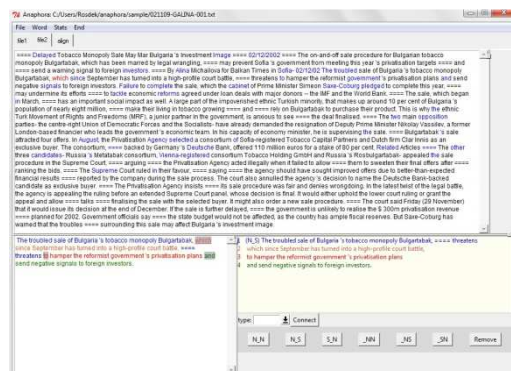 Anaphora: C:/Users/Rosdek/anaphora/sample/021109-GALINA-001.txt
File Word Stats End
file1 file2 align
==== Delayed Tobacco Monopoly Sale May Mar Bulgaria 's Investment Image ==== 02/12/2002 ==== The on-and-off sale procedure for Bulgarian tobacco
monopoly Bulgartabak, which has been marred by legal wrangling, ==== may prevent Sofia 's government from meeting this year 's privatisation targets ==== and
==== send a warning signal to foreign investors. ==== By Alina Michailova for Balkan Times in Sofia- 02/12/02 The troubled sale of Bulgaria 's tobacco monopoly
Bulgartabak, which since September has turned into a high-profile court battle, ==== threatens to hamper the reformist government 's privatisation plans and send
negative signals to foreign investors. Failure to complete the sale, which the cabinet of Prime Minister Simeon Saxe-Coburg pledged to complete this year, ====
may undermine its efforts ==== to tackle economic reforms agreed under loan deals with major donors -- the IMF and the World Bank. ==== The sale, which began
in March, ==== has an important social impact as well. A large part of the impoverished ethnic Turkish minority, that makes up around 10 per cent of Bulgaria 's
population of nearly eight million, ==== make their living in tobacco growing ==== and ==== rely on Bulgartabak to purchase their product. This is why the ethnic
Turk Movement of Rights and Freedoms (MRF), a junior partner in the government, is anxious to see ==== the deal finalised. ==== The two main opposition
parties- the centre-right Union of Democratic Forces and the Socialists- have already demanded the resignation of Deputy Prime Minister Nikolay Vassilev, a former
London-based financier who leads the government 's economic team. In his capacity of economy minister, he is supervising the sale. ==== Bulgartabak 's sale
attracted four offers. In August, the Privatisation Agency selected a consortium of Sofia-registered Tobacco Capital Partners and Dutch firm Clar Innis as an
exclusive buyer. The consortium, ==== backed by Germany 's Deutsche Bank, offered 110 million euros for a stake of 80 per cent. Related Articles ==== The other
three candidates- Russia 's Metatabak consortium, Vienna-registered consortium Tobacco Holding GmbH and Russia 's Rosbulgartabak- appealed the sale
procedure in the Supreme Court, ==== arguing ==== the Privatisation Agency acted illegally when it failed to allow ==== them to sweeten their final offers after ====
ranking the bids. ==== The Supreme Court ruled in their favour, ==== saying ==== the agency should have sought improved offers due to better-than-expected
financial results ==== reported by the company during the sale process. The court also annulled the agency 's decision to name the Deutsche Bank-backed
candidate as exclusive buyer. ==== The Privatisation Agency insists ==== its sale procedure was fair and denies wrongdoing. In the latest twist of the legal battle,
the agency is appealing the ruling before an extended Supreme Court panel, whose decision is final. It would either uphold the lower court ruling or grant the
appeal and allow ==== talks ==== finalising the sale with the selected buyer. It might also order a new sale procedure. ==== The court said Friday (29 November)
that it would issue its decision at the end of December. If the sale is further delayed, ==== the government is unlikely to realise the $ 300m privatisation revenue
==== planned for 2002. Government officials say ==== the state budget would not be affected, as the country has ample fiscal reserves. But Saxe-Coburg has
warned that the troubles ==== surrounding this sale may affect Bulgaria 's investment image.
The troubled sale of Bulgaria 's tobacco monopoly Bulgartabak, which
since September has turned into a high-profile court battle, ====
threatens to hamper the reformist government 's privatisation plans and
send negative signals to foreign investors.
1 (N_S) The troubled sale of Bulgaria 's tobacco monopoly Bulgartabak, ==== threatens
2 which since September has turned into a high-profile court battle,
3 to hamper the reformist government 's privatisation plans
4 and send negative signals to foreign investors.
type: Connect
N_N N_S S_N _NN _NS _SN Remove